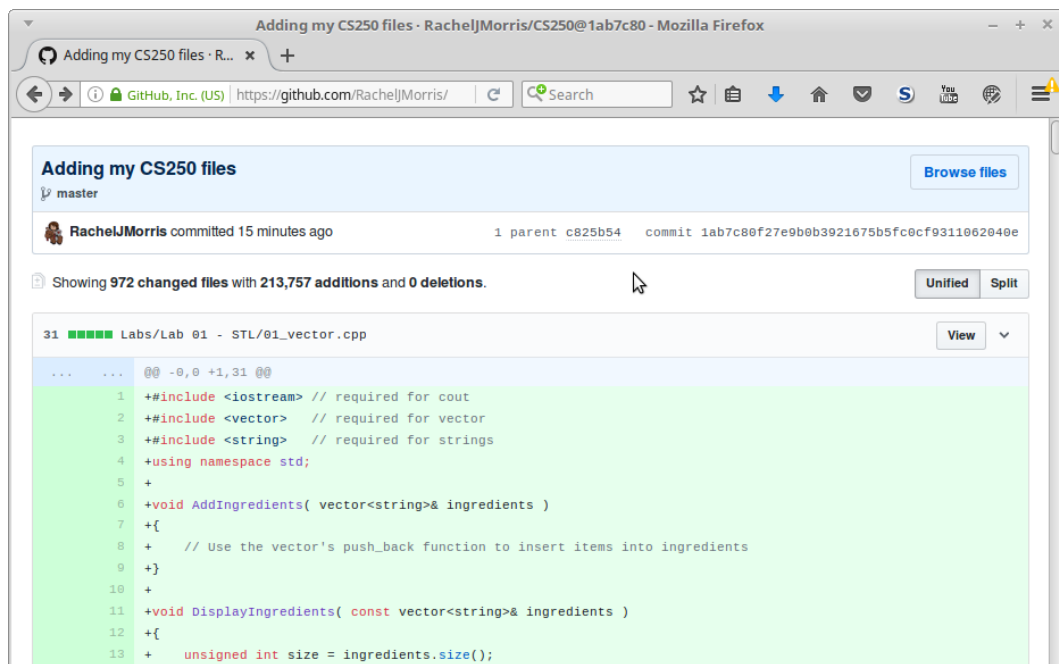 Adding my CS250 files · RachelJMorris/CS250@1ab7c80 - Mozilla Firefox
Adding my CS250 files · R...
GitHub, Inc. (US) https://github.com/RachelJMorris/ Search S You Tube
Adding my CS250 files
Browse files
master
RachelJMorris committed 15 minutes ago 1 parent c825b54 commit 1ab7c80f27e9b0b3921675b5fc0cf9311062040e
Showing 972 changed files with 213,757 additions and 0 deletions. Unified Split
31 Labs/Lab 01 - STL/01_vector.cpp View
... ... @@ -0,0 +1,31 @@
1 +#include <iostream> // required for cout
2 +#include <vector>   // required for vector
3 +#include <string>   // required for strings
4 +using namespace std;
5 +
6 +void AddIngredients( vector<string>& ingredients )
7 +{
8 +    // Use the vector's push_back function to insert items into ingredients
9 +}
10 +
11 +void DisplayIngredients( const vector<string>& ingredients )
12 +{
13 +    unsigned int size = ingredients.size();